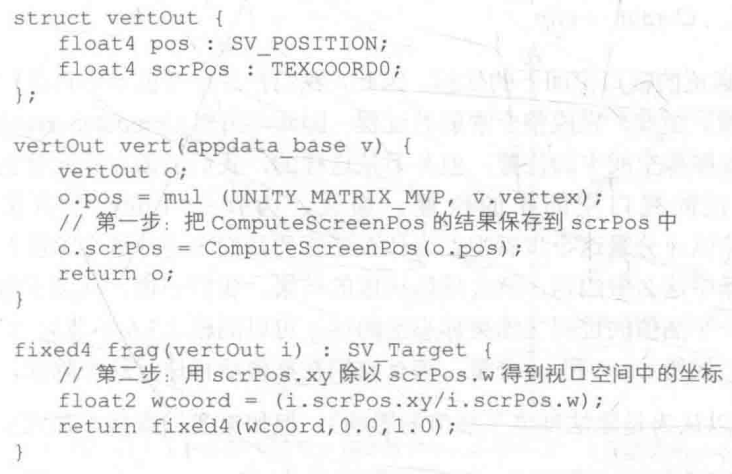 struct vertOut {
float4 pos : SV_POSITION;
float4 scrPos : TEXCOORD0;
};
vertOut vert(appdata_base v) {
vertOut o;
o.pos = mul (UNITY_MATRIX_MVP, v.vertex);
// 第一步：把 ComputeScreenPos 的结果保存到 scrPos 中
o.scrPos = ComputeScreenPos(o.pos);
return o;
}
fixed4 frag(vertOut i) : SV_Target {
// 第二步：用 scrPos.xy 除以 scrPos.w 得到视口空间中的坐标
float2 wcoord = (i.scrPos.xy/i.scrPos.w);
return fixed4(wcoord,0.0,1.0);
}